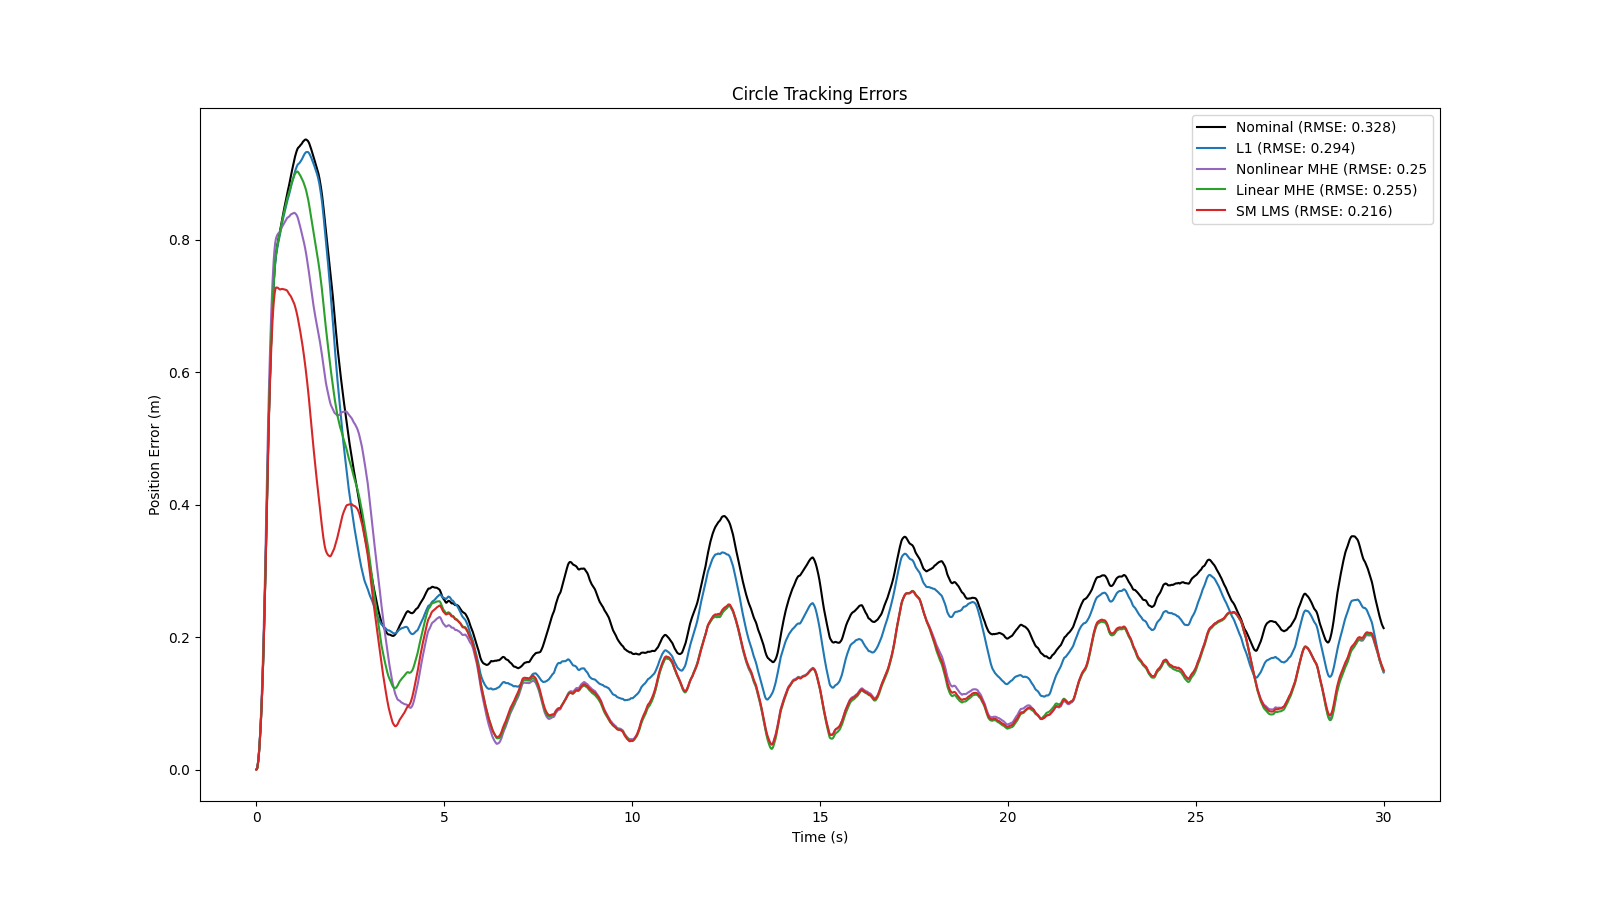 Circle Tracking Errors
Nominal (RMSE: 0.328)
L1 (RMSE: 0.294)
Nonlinear MHE (RMSE: 0.25
Linear MHE (RMSE: 0.255)
SM LMS (RMSE: 0.216)
Position Error (m)
0.8
0.6
0.4
0.2
0.0
0 5 10 15 20 25 30
Time (s)